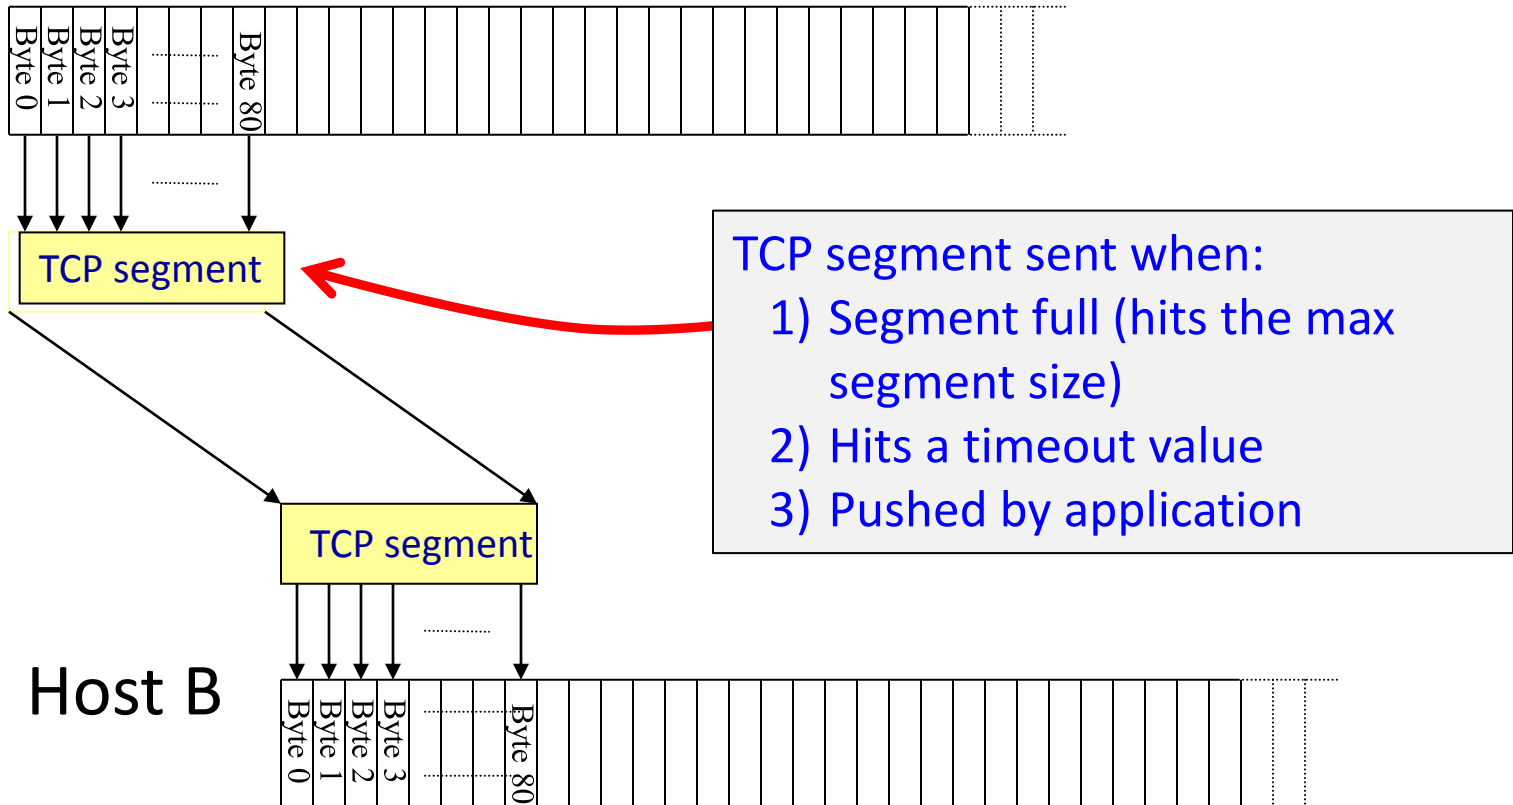 Byte 0
Byte 1
Byte 2
Byte 3
Byte 80
TCP segment
TCP segment sent when:
1) Segment full (hits the max
segment size)
2) Hits a timeout value
3) Pushed by application
TCP segment
Host B
Byte 0
Byte 1
Byte 2
Byte 3
Byte 80